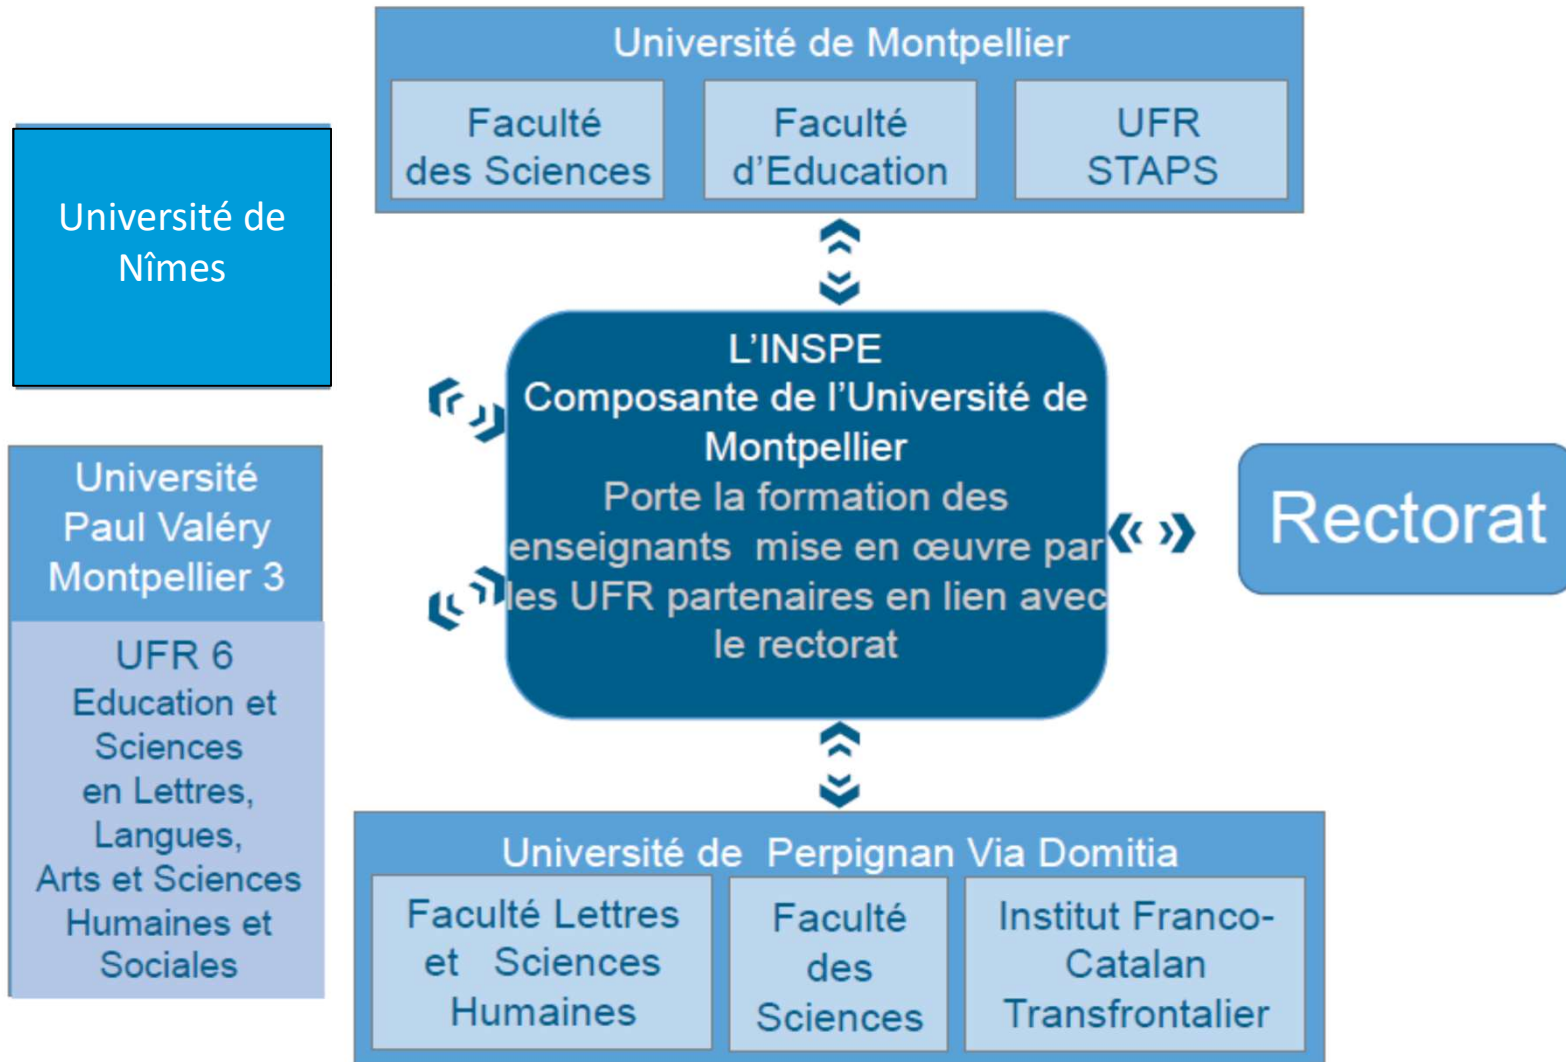 Université de Montpellier
Faculté
des Sciences
Faculté
d'Education
UFR
STAPS
Université de
Nîmes
L'INSPE
Composante de l'Université de
Montpellier
Porte la formation des
enseignants mise en œuvre par
les UFR partenaires en lien avec
le rectorat
Rectorat
Université
Paul Valéry
Montpellier 3
UFR 6
Education et
Sciences
en Lettres,
Langues,
Arts et Sciences
Humaines et
Sociales
Université de Perpignan Via Domitia
Faculté Lettres
et Sciences
Humaines
Faculté
des
Sciences
Institut Franco-
Catalan
Transfrontalier